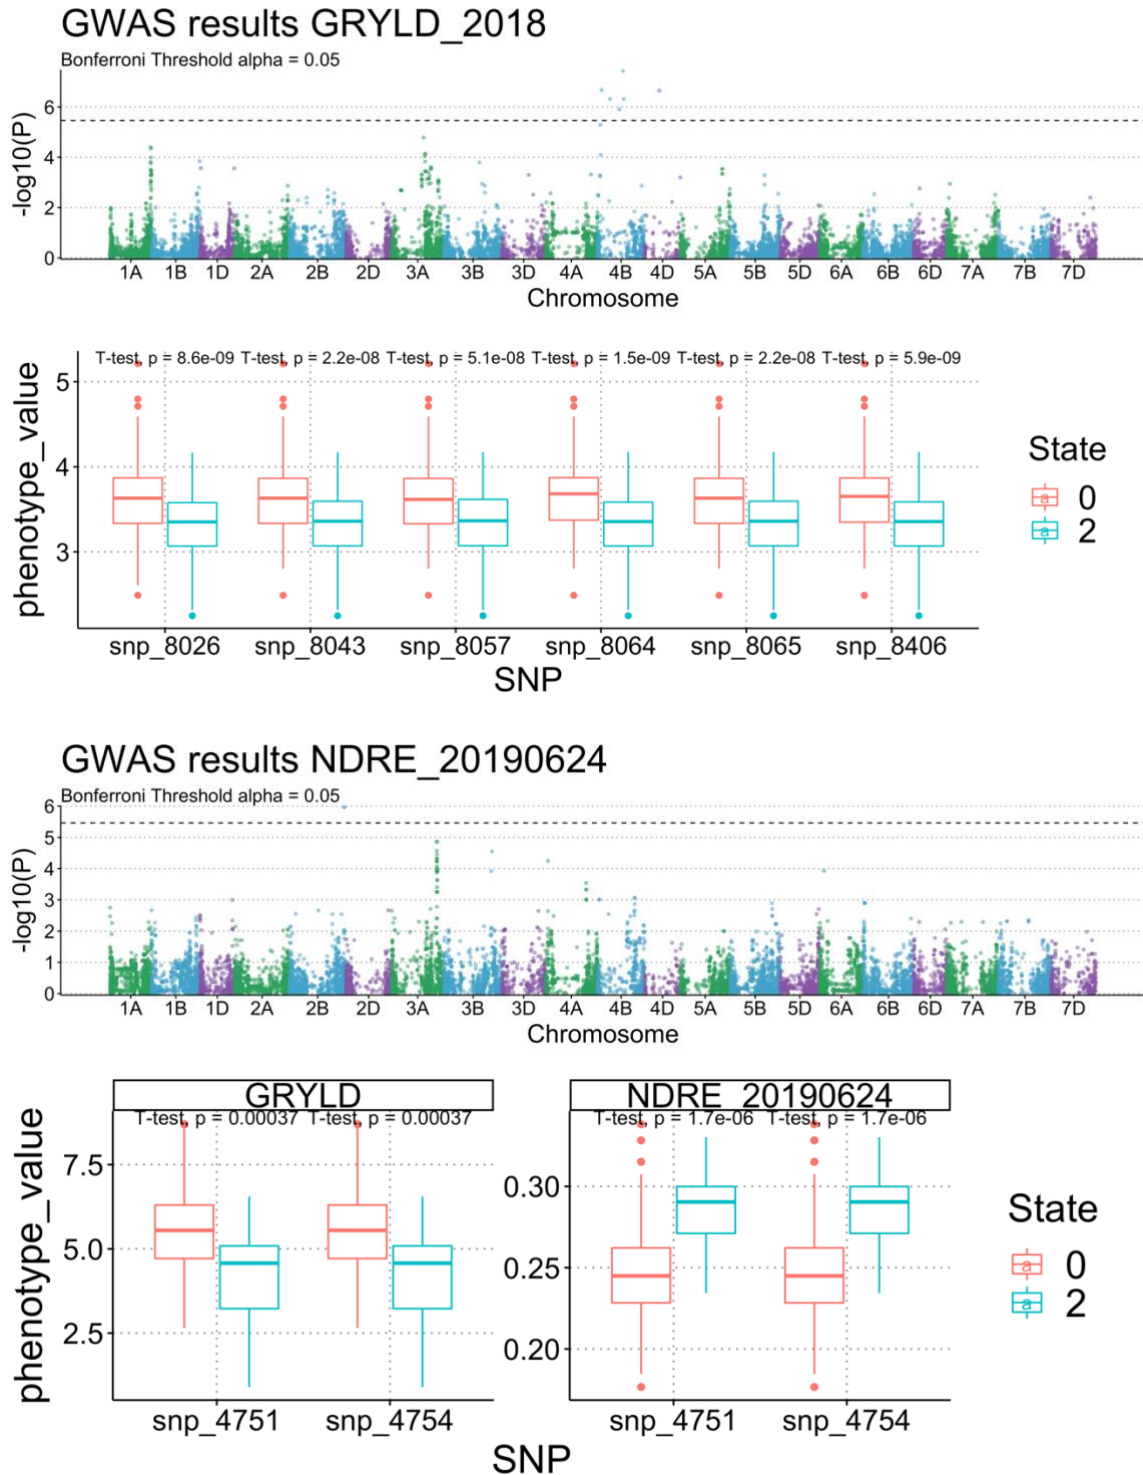 GWAS results GRYLD_2018
Bonferroni Threshold alpha = 0.05
-log10(P)
6
4
2
0
1A 1B 1D 2A 2B 2D 3A 3B 3D 4A 4B 4D 5A 5B 5D 6A 6B 6D 7A 7B 7D
Chromosome
T-test, p = 8.6e-09 T-test, p = 2.2e-08 T-test, p = 5.1e-08 T-test, p = 1.5e-09 T-test, p = 2.2e-08 T-test, p = 5.9e-09
phenotype_value
5
4
3
snp_8026 snp_8043 snp_8057 snp_8064 snp_8065 snp_8406
SNP
State
a 0
a 2
GWAS results NDRE_20190624
Bonferroni Threshold alpha = 0.05
-log10(P)
6
5
4
3
2
1
0
1A 1B 1D 2A 2B 2D 3A 3B 3D 4A 4B 4D 5A 5B 5D 6A 6B 6D 7A 7B 7D
Chromosome
GRYLD NDRE_20190624
T-test, p = 0.00037 T-test, p = 0.00037 T-test, p = 1.7e-06 T-test, p = 1.7e-06
phenotype_value
7.5
5.0
2.5
0.30
0.25
0.20
snp_4751 snp_4754 snp_4751 snp_4754
SNP
State
a 0
a 2